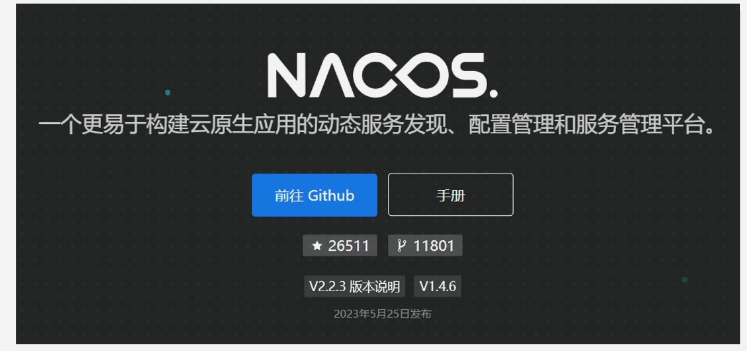 NACOS.
一个更易于构建云原生应用的动态服务发现、配置管理和服务管理平台。
前往 Github 手册
26511 11801
V2.2.3 版本说明 V1.4.6
2023年5月25日发布